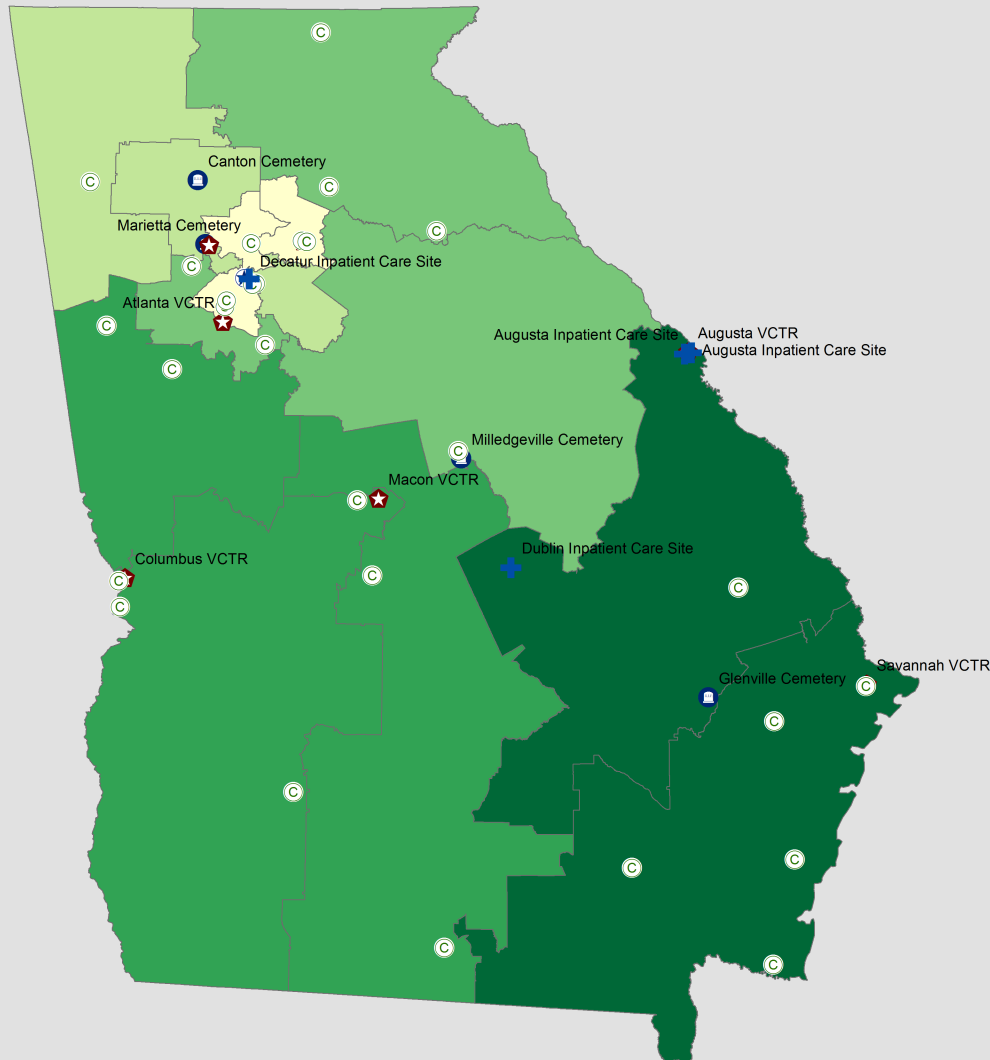 C
C
Canton Cemetery
C
C
Marietta Cemetery
C
C
C
C
Decatur Inpatient Care Site
C
Atlanta VCTR
C
C
Augusta Inpatient Care Site
Augusta VCTR
C
Augusta Inpatient Care Site
C
Milledgeville Cemetery
C
Macon VCTR
C
Dublin Inpatient Care Site
Columbus VCTR
C
C
C
C
Savannah VCTR
Glenville Cemetery
C
C
C
C
C
C
C